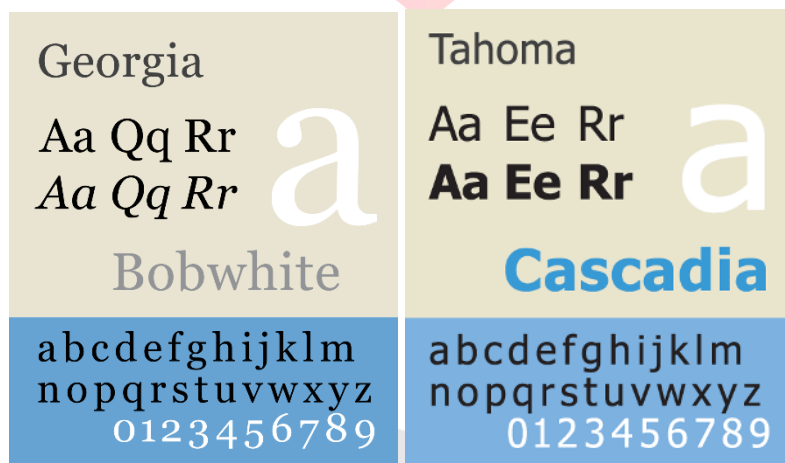 Georgia
Aa Qq Rr
Aa Qq Rr
a
Bobwhite
abcdefghijklm
nopqrstuvwxyz
0123456789
Tahoma
Aa Ee Rr
Aa Ee Rr
a
Cascadia
abcdefghijklm
nopqrstuvwxyz
0123456789